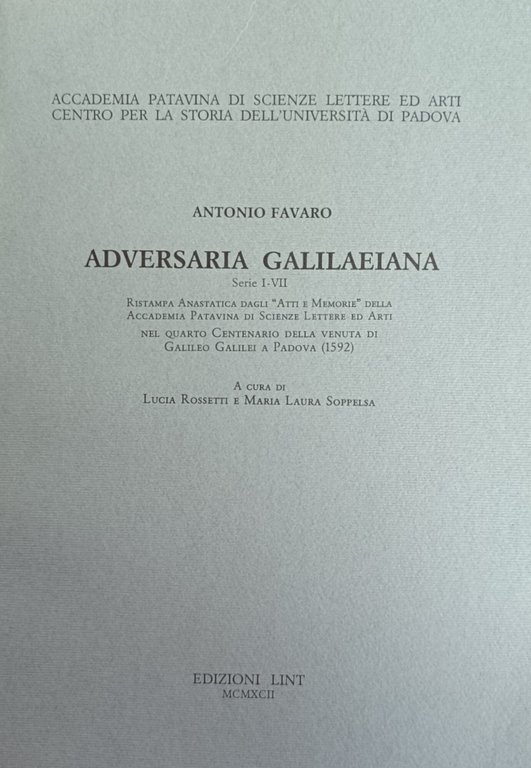 ACCADEMIA PATAVINA DI SCIENZE LETTERE ED ARTI
CENTRO PER LA STORIA DELL'UNIVERSITÀ DI PADOVA
ANTONIO FAVARO
ADVERSARIA GALILAEIANA
Serie I-VII
RISTAMPA ANASTATICA DAGLI "ATTI E MEMORIE" DELLA
ACCADEMIA PATAVINA DI SCIENZE LETTERE ED ARTI
NEL QUARTO CENTENARIO DELLA VENUTA DI
GALILEO GALILEI A PADOVA (1592)
A CURA DI
LUCIA ROSSETTI E MARIA LAURA SOPPELSA
EDIZIONI LINT
MCMXCII